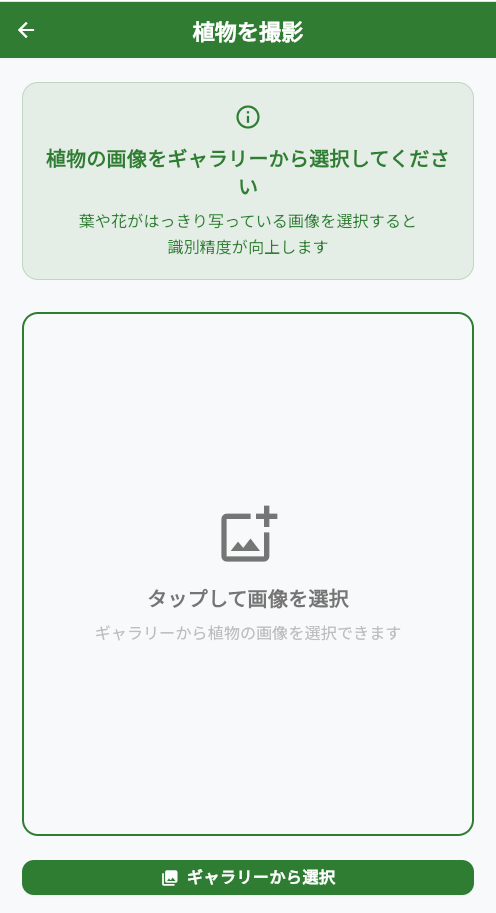 植物を撮影
植物の画像をギャラリーから選択してくださ
い
葉や花がはっきり写っている画像を選択すると
識別精度が向上します
タップして画像を選択
ギャラリーから植物の画像を選択できます
ギャラリーから選択